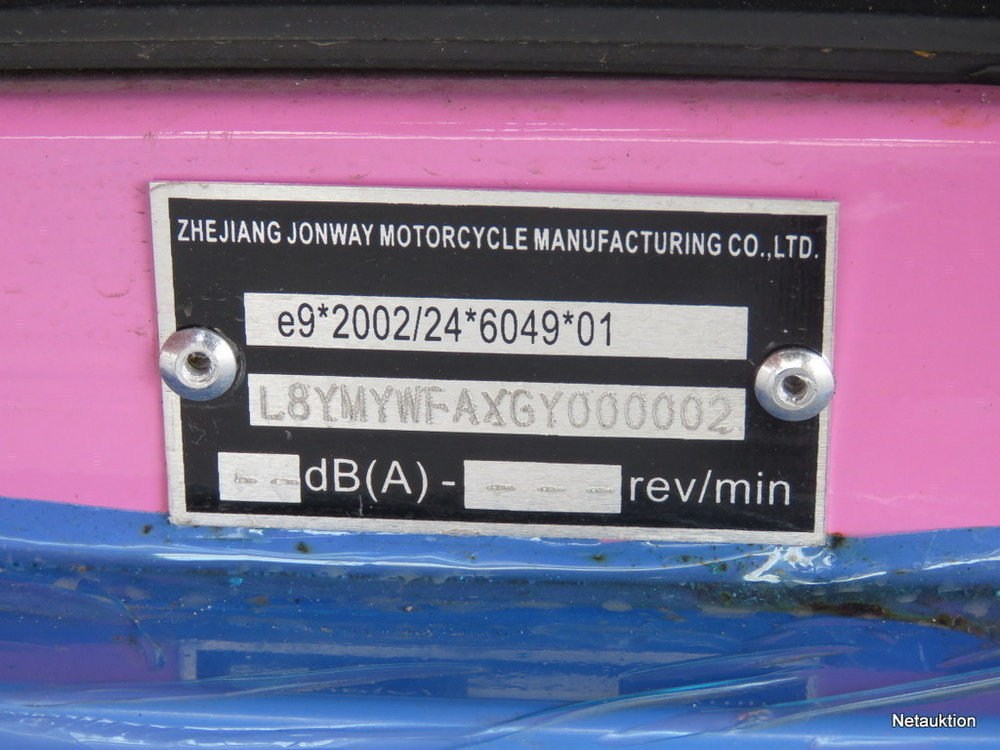 ZHEJIANG JONWAY MOTORCYCLE MANUFACTURING CO.,LTD.
e9*2002/24*6049*01
L8YMYWFAXGY000002
-- dB(A) - --- rev/min
Netauktion